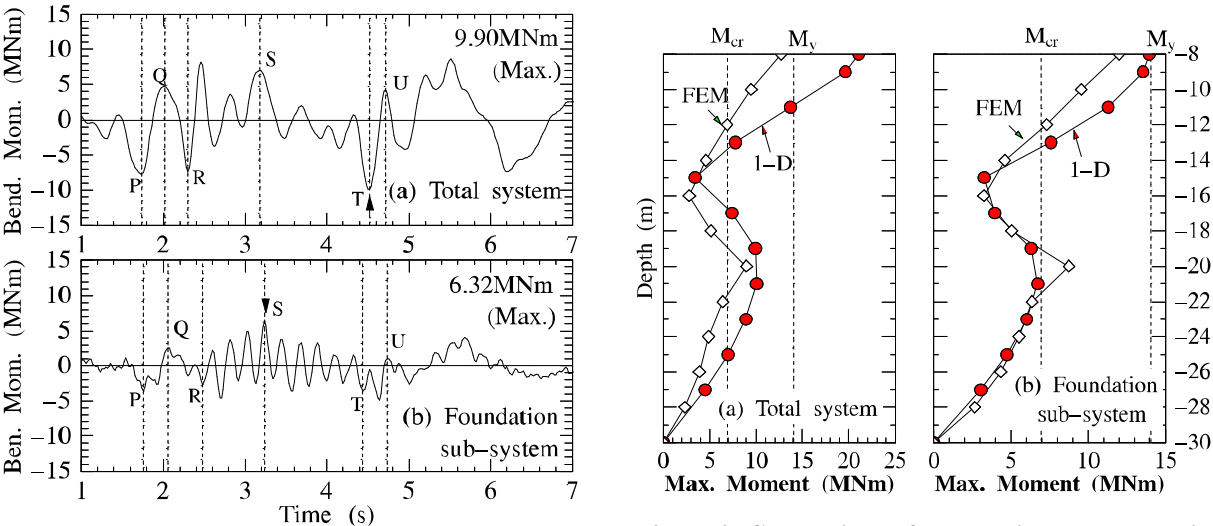 15
10
5
0
−5
−10
−15
Bend. Mom. (MNm)
9.90MNm
(Max.)
P
Q
R
S
T
U
(a) Total system
1 2 3 4 5 6 7
15
10
5
0
−5
−10
−15
Ben. Mom. (MNm)
6.32MNm
(Max.)
P
Q
R
S
T
U
(b) Foundation
sub−system
1 2 3 4 5 6 7
Time (s)
Mcr My
FEM
1−D
Depth (m)
(a) Total system
0 5 10 15 20 25
Max. Moment (MNm)
Mcr My
FEM
1−D
−8
−10
−12
−14
−16
−18
−20
−22
−24
−26
−28
−30
(b) Foundation
sub−system
0 5 10 15
Max. Moment (MNm)